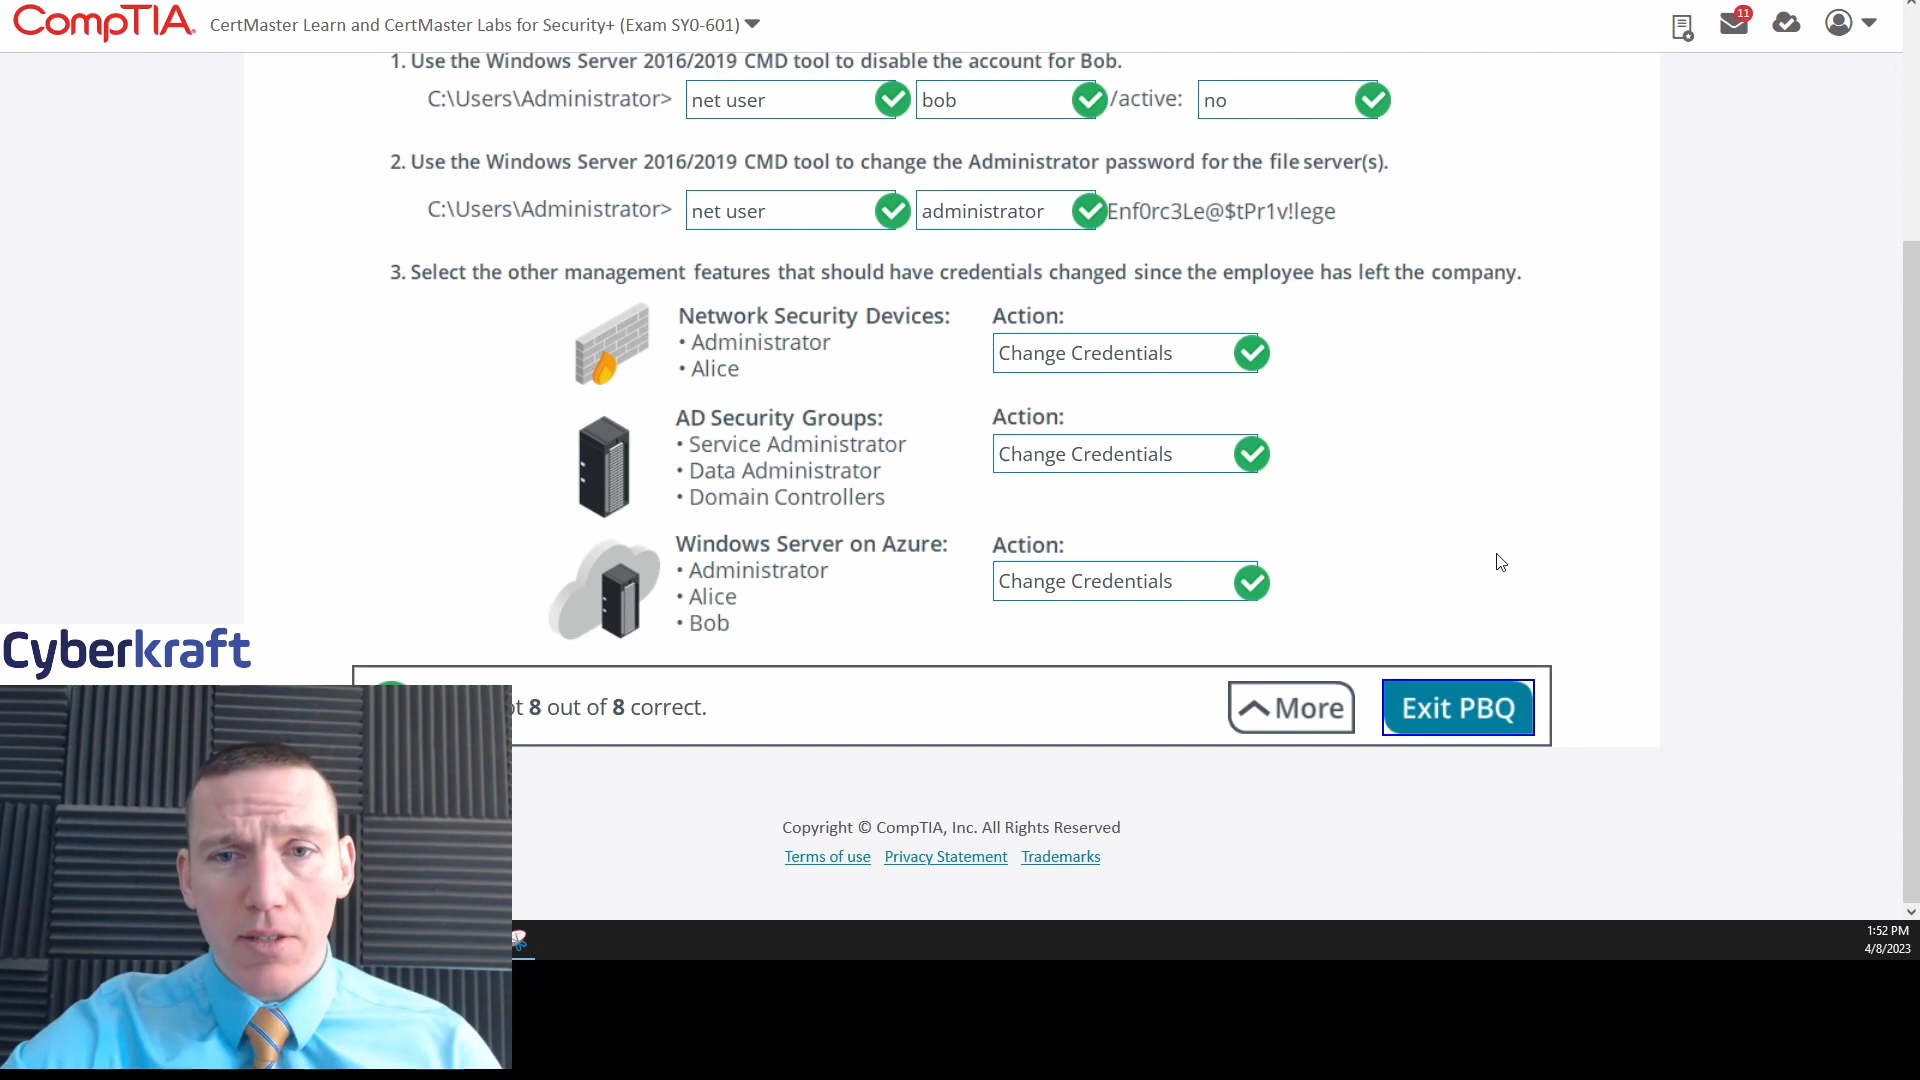 CompTIA. CertMaster Learn and CertMaster Labs for Security+ (Exam SY0-601) 11
1. Use the Windows Server 2016/2019 CMD tool to disable the account for Bob.
C:\Users\Administrator> net user bob /active: no
2. Use the Windows Server 2016/2019 CMD tool to change the Administrator password for the file server(s).
C:\Users\Administrator> net user administrator Enf0rc3Le@$tPr1v!lege
3. Select the other management features that should have credentials changed since the employee has left the company.
Network Security Devices: Action:
• Administrator
Change Credentials
• Alice
AD Security Groups: Action:
• Service Administrator
Change Credentials
• Data Administrator
• Domain Controllers
Windows Server on Azure: Action:
• Administrator
Change Credentials
• Alice
• Bob
Cyberkraft
8 out of 8 correct. More Exit PBQ
Copyright © CompTIA, Inc. All Rights Reserved
Terms of use Privacy Statement Trademarks
1:52 PM
4/8/2023